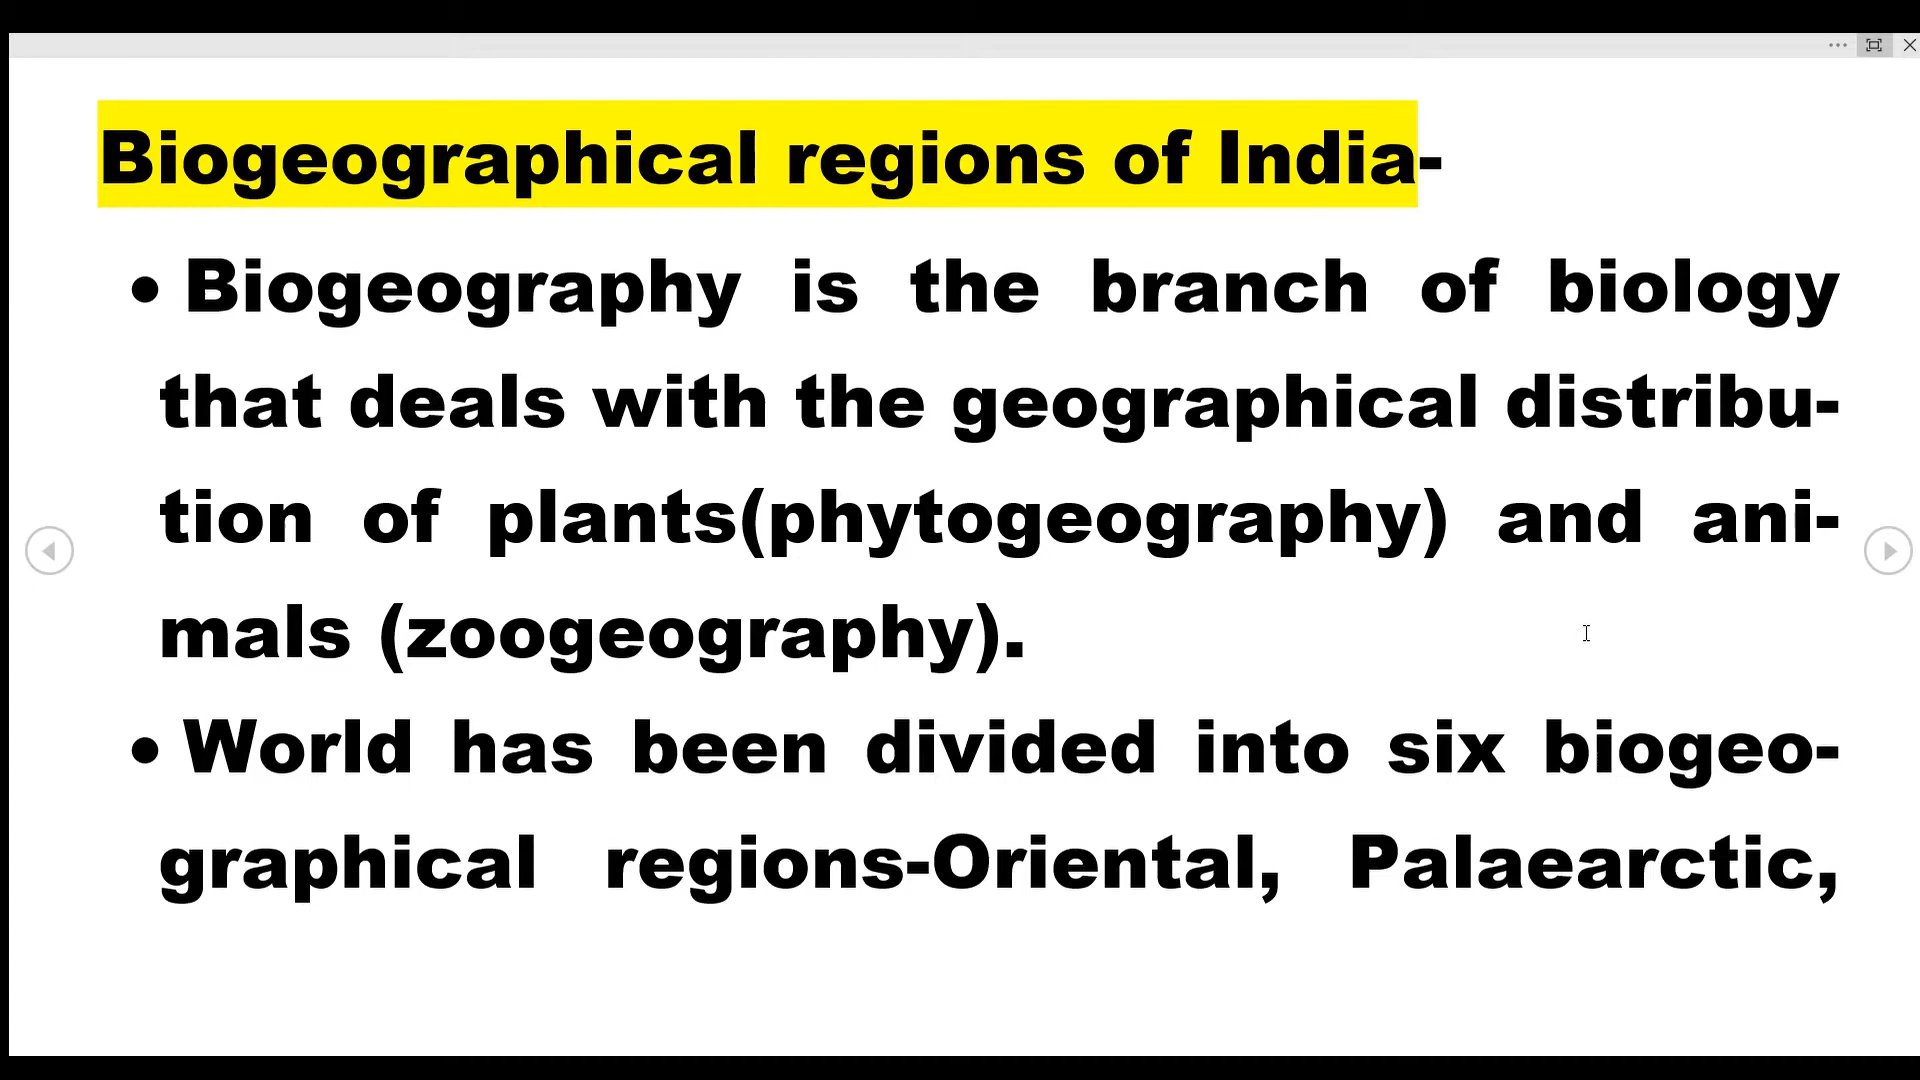 Biogeographical regions of India-
• Biogeography is the branch of biology
that deals with the geographical distribu-
tion of plants(phytogeography) and ani-
mals (zoogeography).
• World has been divided into six biogeo-
graphical regions-Oriental, Palaearctic,